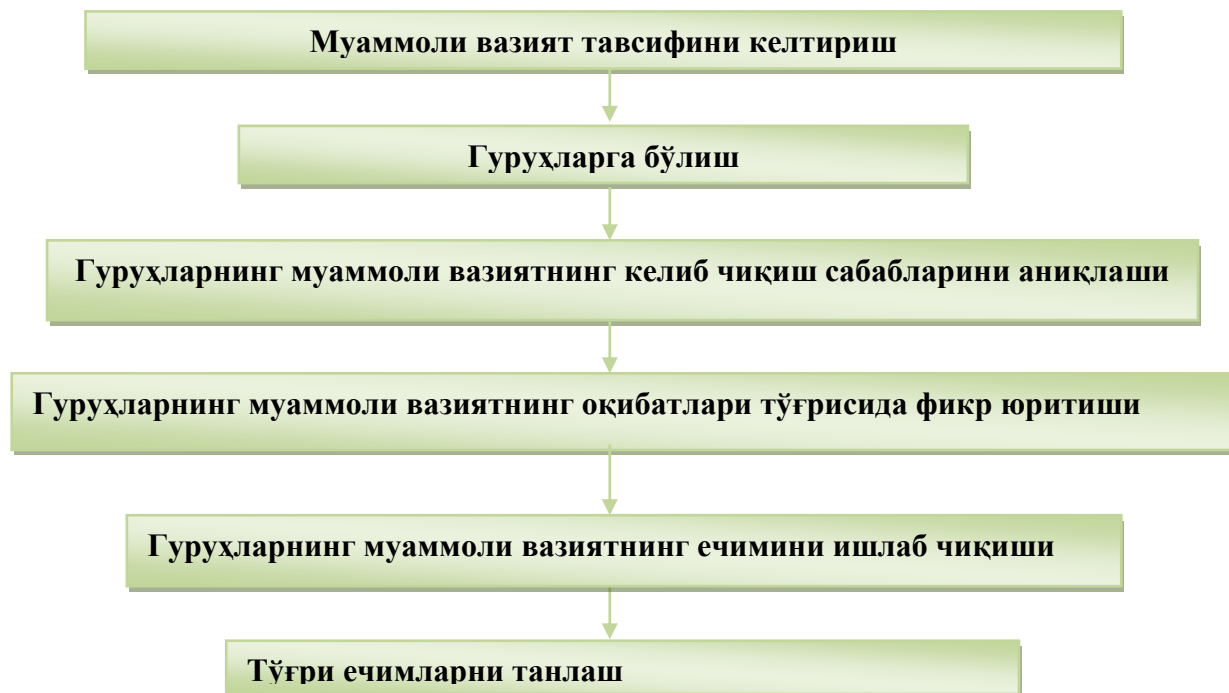 Муаммоли вазият тавсифини келтириш
Гуруҳларга бўлиш
Гуруҳларнинг муаммоли вазиятнинг келиб чиқиш сабабларини аниқлаши
Гуруҳларнинг муаммоли вазиятнинг оқибатлари тўғрисида фикр юритиши
Гуруҳларнинг муаммоли вазиятнинг ечимини ишлаб чиқиши
Тўғри ечимларни танлаш